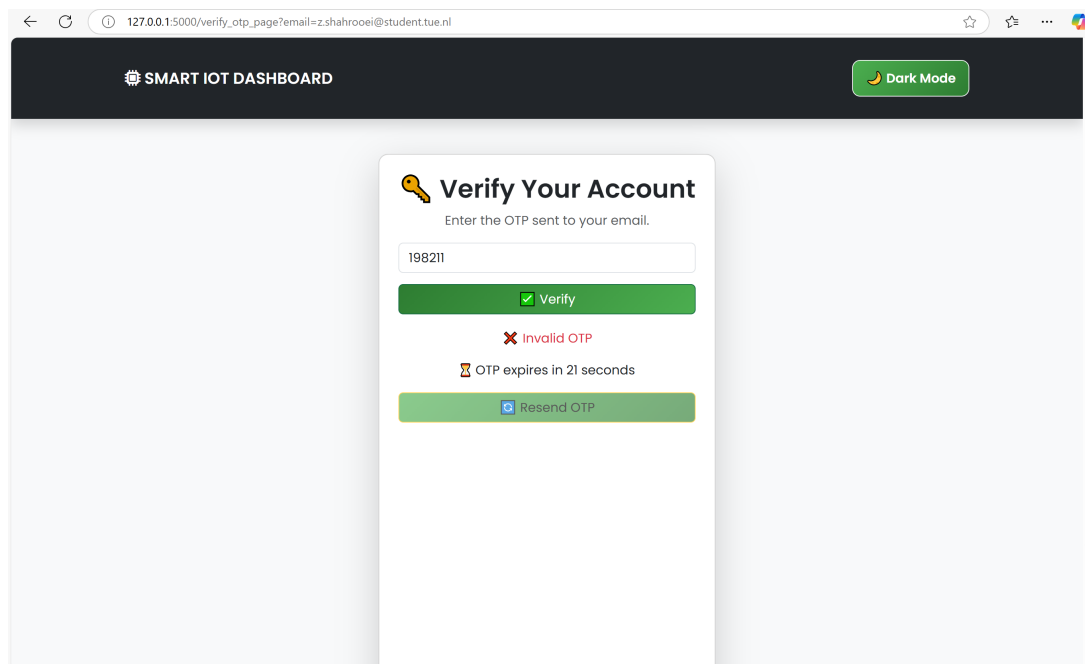 127.0.0.1:5000/verify_otp_page?email=z.shahrooei@student.tue.nl
SMART IOT DASHBOARD
Dark Mode
Verify Your Account
Enter the OTP sent to your email.
198211
Verify
Invalid OTP
OTP expires in 21 seconds
Resend OTP